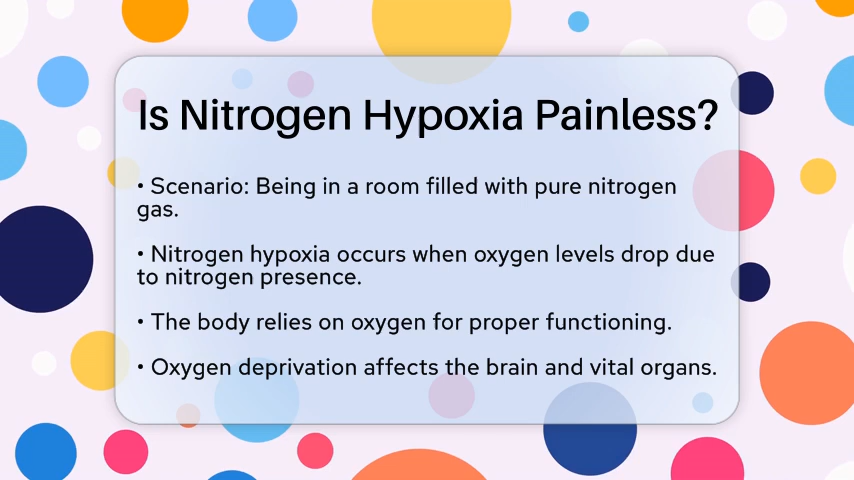 Is Nitrogen Hypoxia Painless?
• Scenario: Being in a room filled with pure nitrogen
gas.
• Nitrogen hypoxia occurs when oxygen levels drop due
to nitrogen presence.
• The body relies on oxygen for proper functioning.
• Oxygen deprivation affects the brain and vital organs.